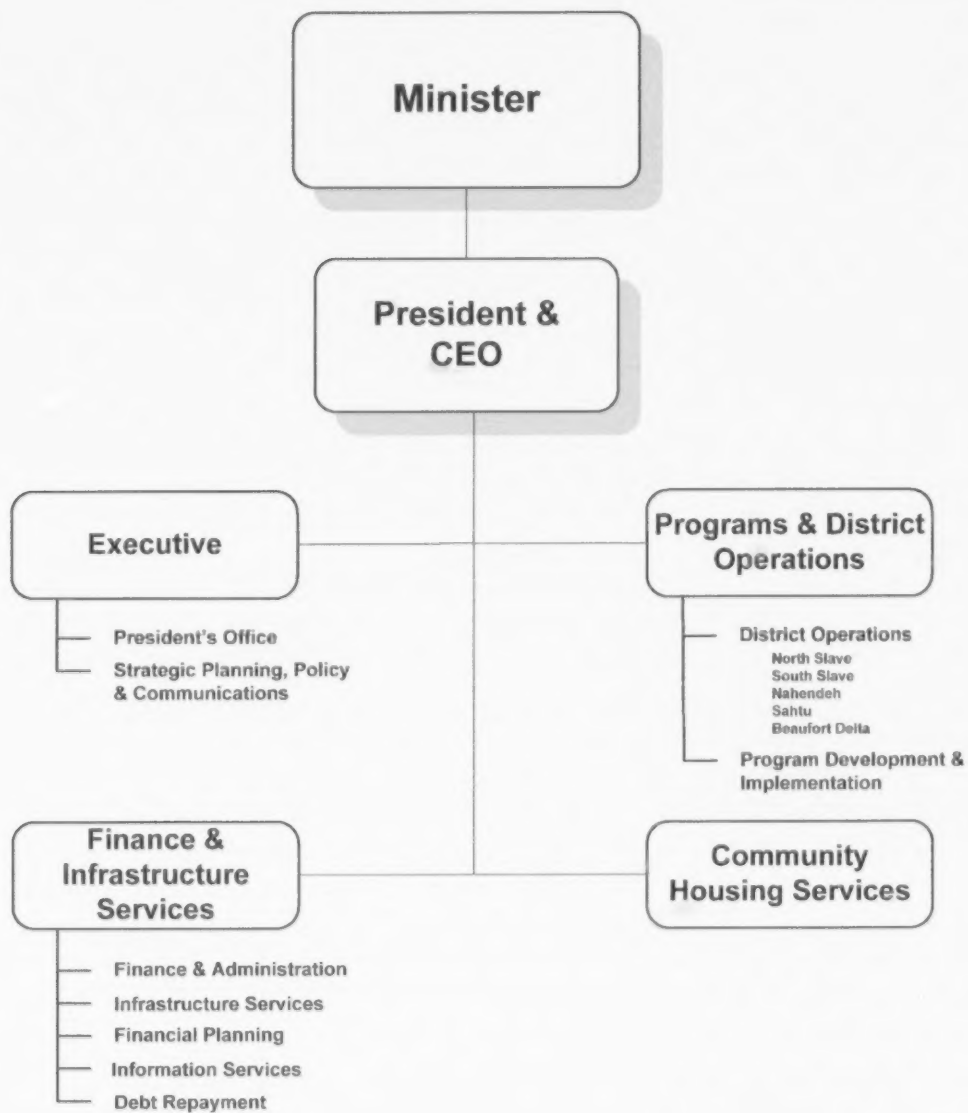 Minister
President &
CEO
Executive
President's Office
Strategic Planning, Policy
& Communications
Programs & District
Operations
District Operations
North Slave
South Slave
Nahendeh
Sahtu
Beaufort Delta
Program Development &
Implementation
Finance &
Infrastructure
Services
Finance & Administration
Infrastructure Services
Financial Planning
Information Services
Debt Repayment
Community
Housing Services